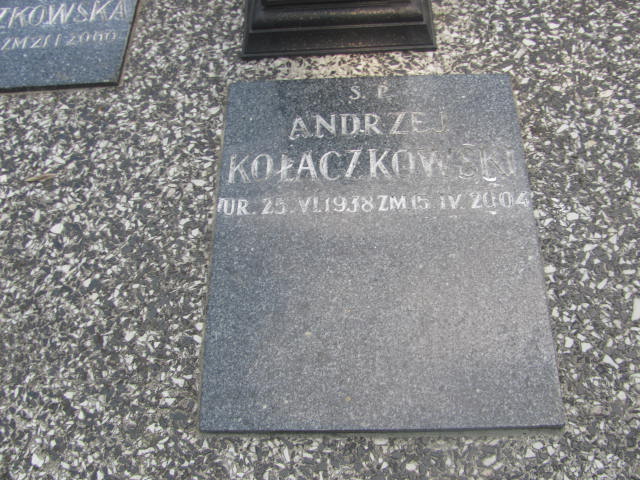 ZKOWSKA
ZM 21 I 2000
Ś. P.
ANDRZEJ
KOŁACZKOWSKI
UR. 25. VI. 1938 ZM 15 IV. 2004